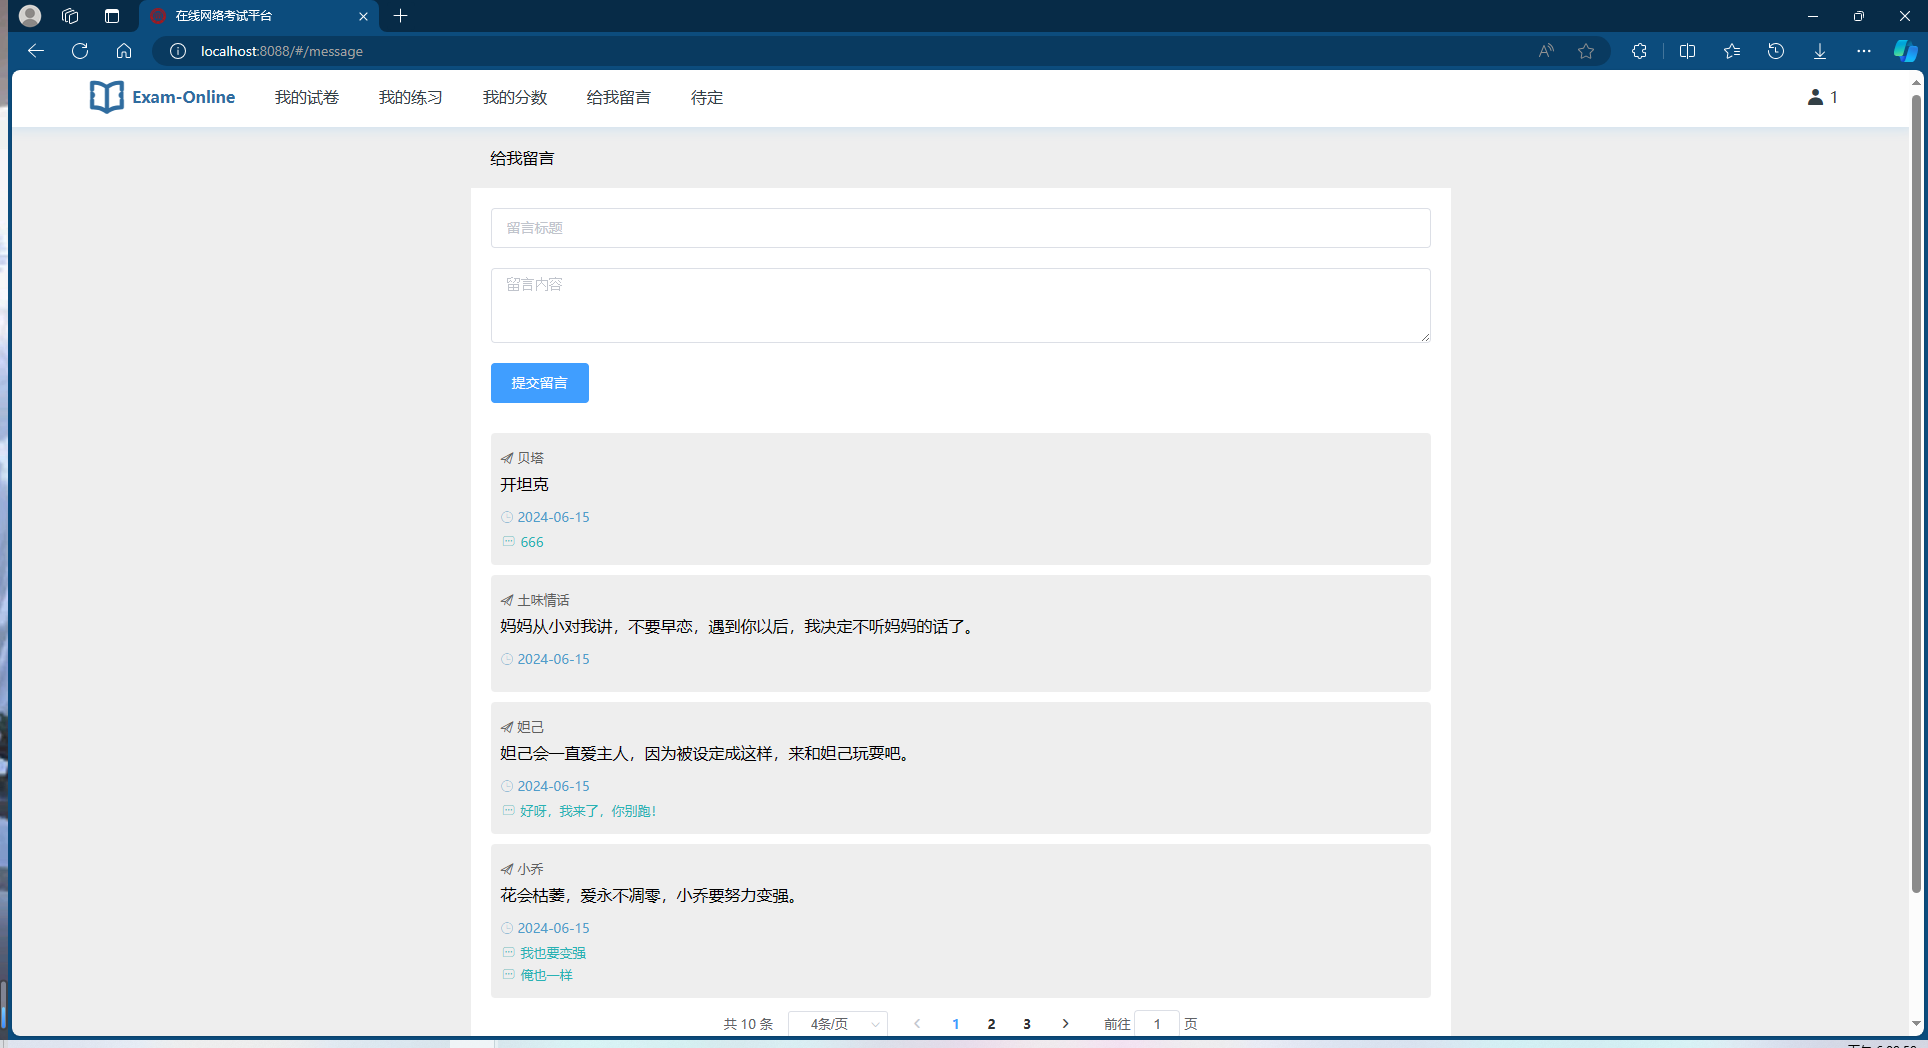 在线网络考试平台
localhost:8088/#/message
Exam-Online 我的试卷 我的练习 我的分数 给我留言 待定 1
给我留言
留言标题
留言内容
提交留言
贝塔
开坦克
2024-06-15
666
土味情话
妈妈从小对我讲，不要早恋，遇到你以后，我决定不听妈妈的话了。
2024-06-15
妲己
妲己会一直爱主人，因为被设定成这样，来和妲己玩耍吧。
2024-06-15
好呀，我来了，你别跑！
小乔
花会枯萎，爱永不凋零，小乔要努力变强。
2024-06-15
我也要变强
俺也一样
共 10 条 4条/页 1 2 3 前往 1 页